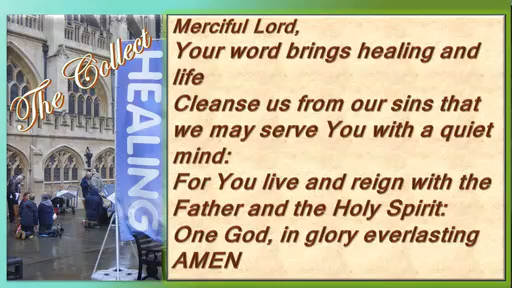 The Collect
HEALING
Merciful Lord,
Your word brings healing and
life
Cleanse us from our sins that
we may serve You with a quiet
mind:
For You live and reign with the
Father and the Holy Spirit:
One God, in glory everlasting
AMEN